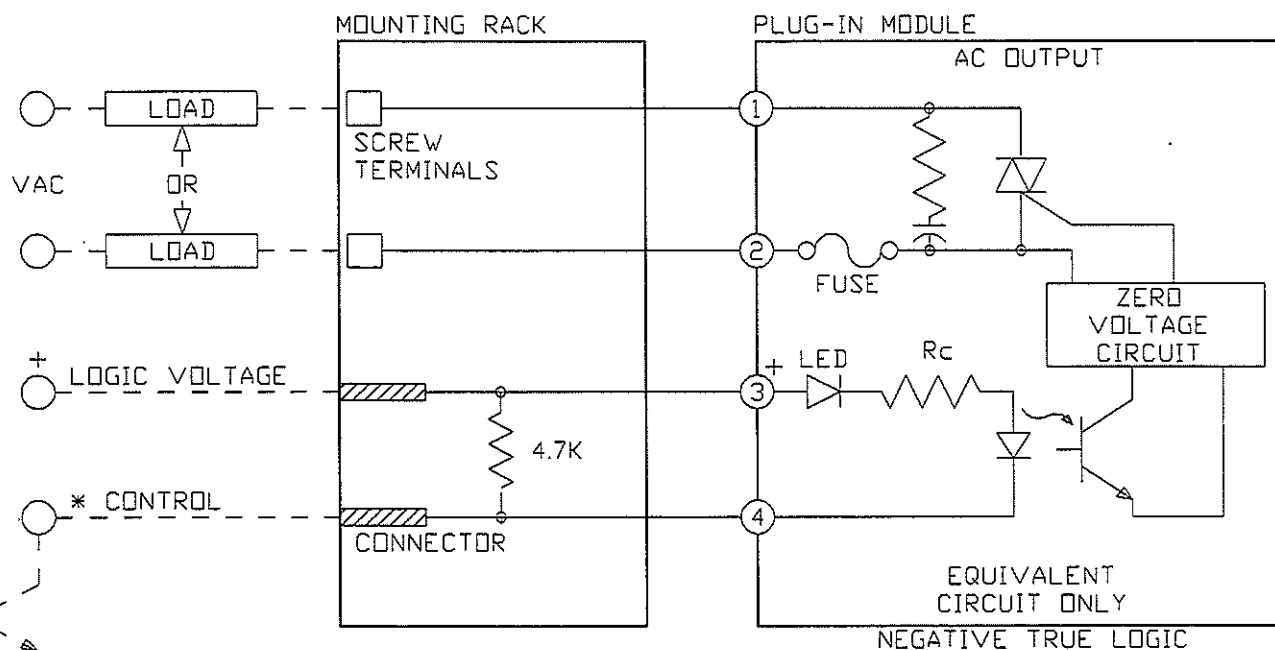 MOUNTING RACK
PLUG-IN MODULE
AC OUTPUT
LOAD
1
SCREW
TERMINALS
VAC
OR
LOAD
2
FUSE
ZERO
VOLTAGE
CIRCUIT
+
LOGIC VOLTAGE
+
LED
Rc
3
4.7K
* CONTROL
4
CONNECTOR
EQUIVALENT
CIRCUIT ONLY
NEGATIVE TRUE LOGIC